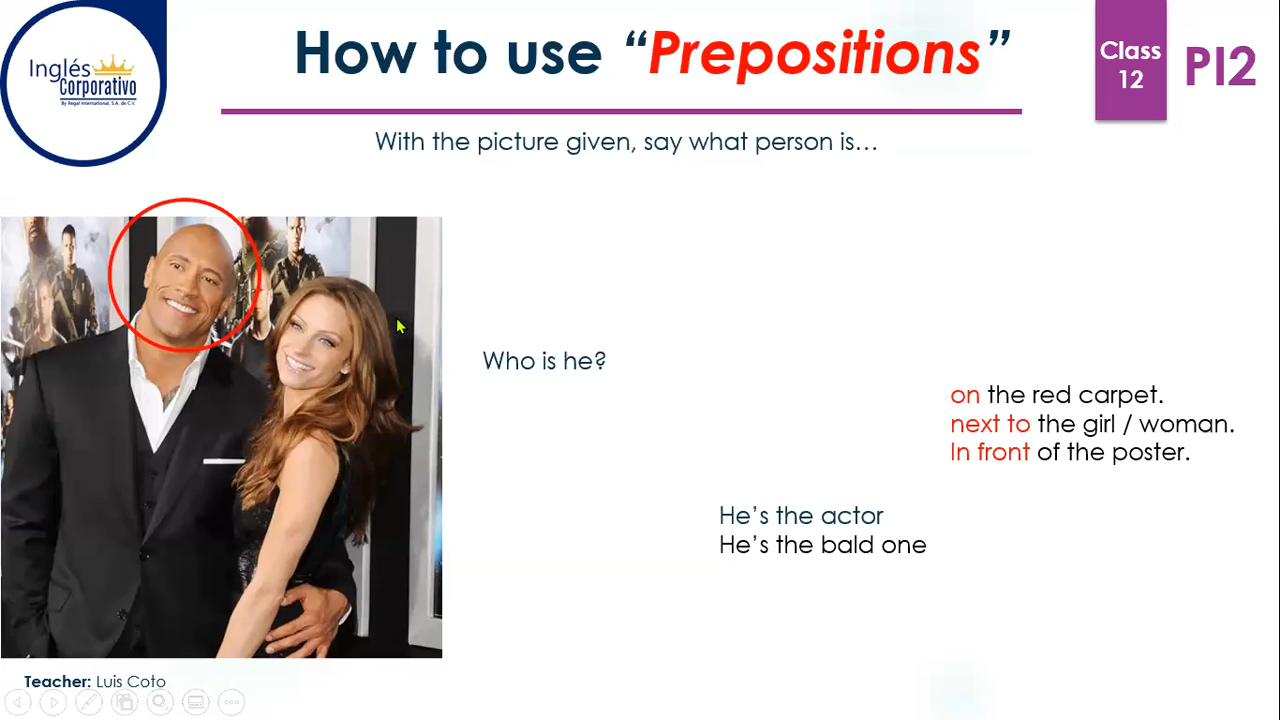 Inglés
Corporativo
By Regal International, S.A. de C.V.
How to use “Prepositions”
Class
12
PI2
With the picture given, say what person is…
Who is he?
on the red carpet.
next to the girl / woman.
In front of the poster.
He’s the actor
He’s the bald one
Teacher: Luis Coto